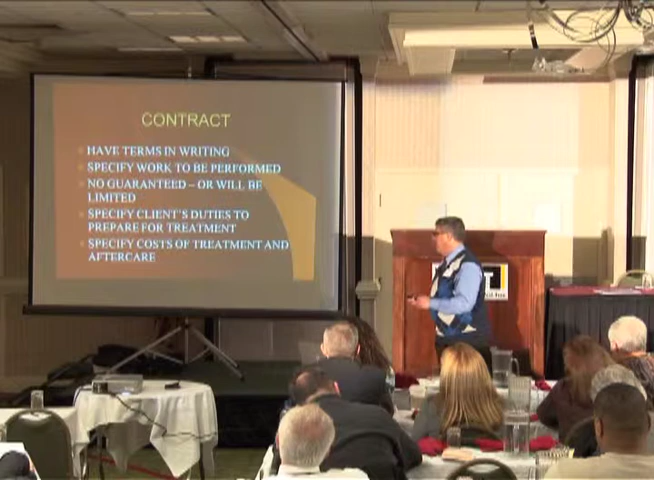 CONTRACT
HAVE TERMS IN WRITING
SPECIFY WORK TO BE PERFORMED
NO GUARANTEED – OR WILL BE
LIMITED
SPECIFY CLIENT'S DUTIES TO
PREPARE FOR TREATMENT
SPECIFY COSTS OF TREATMENT AND
AFTERCARE